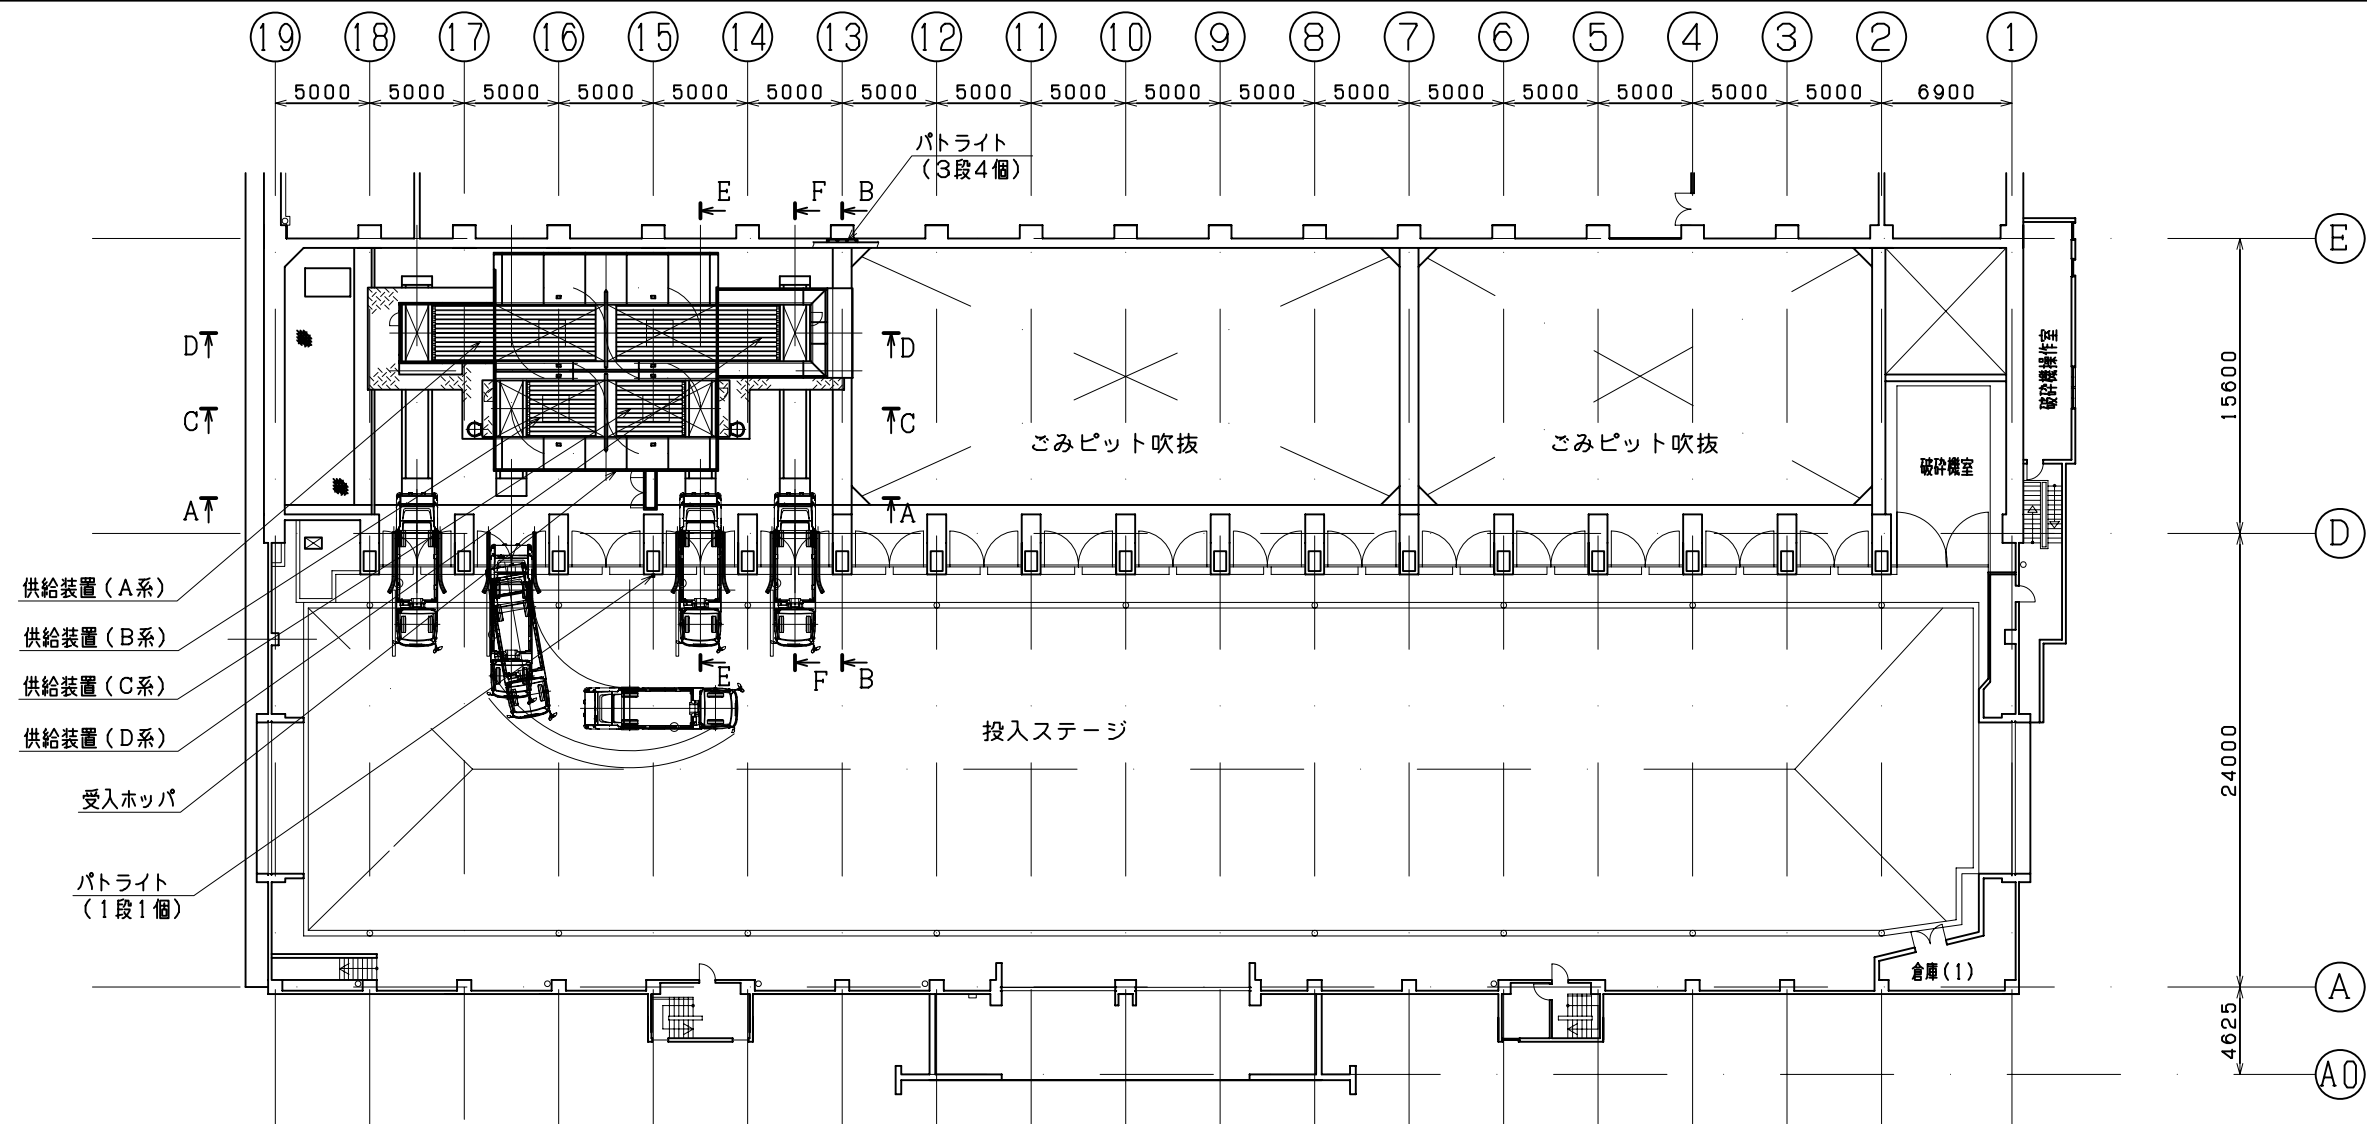 19 18 17 16 15 14 13 12 11 10 9 8 7 6 5 4 3 2 1
5000 5000 5000 5000 5000 5000 5000 5000 5000 5000 5000 5000 5000 5000 5000 5000 5000 6900
パトライト
(3段4個)
E F B
E
D D
破砕機操作室
15600
C C
ごみピット吹抜 ごみピット吹抜
破砕機室
A A
D
供給装置(A系)
供給装置(B系)
E F B
供給装置(C系)
投入ステージ
供給装置(D系)
24000
受入ホッパ
パトライト
(1段1個)
倉庫(1)
A
4625
A0